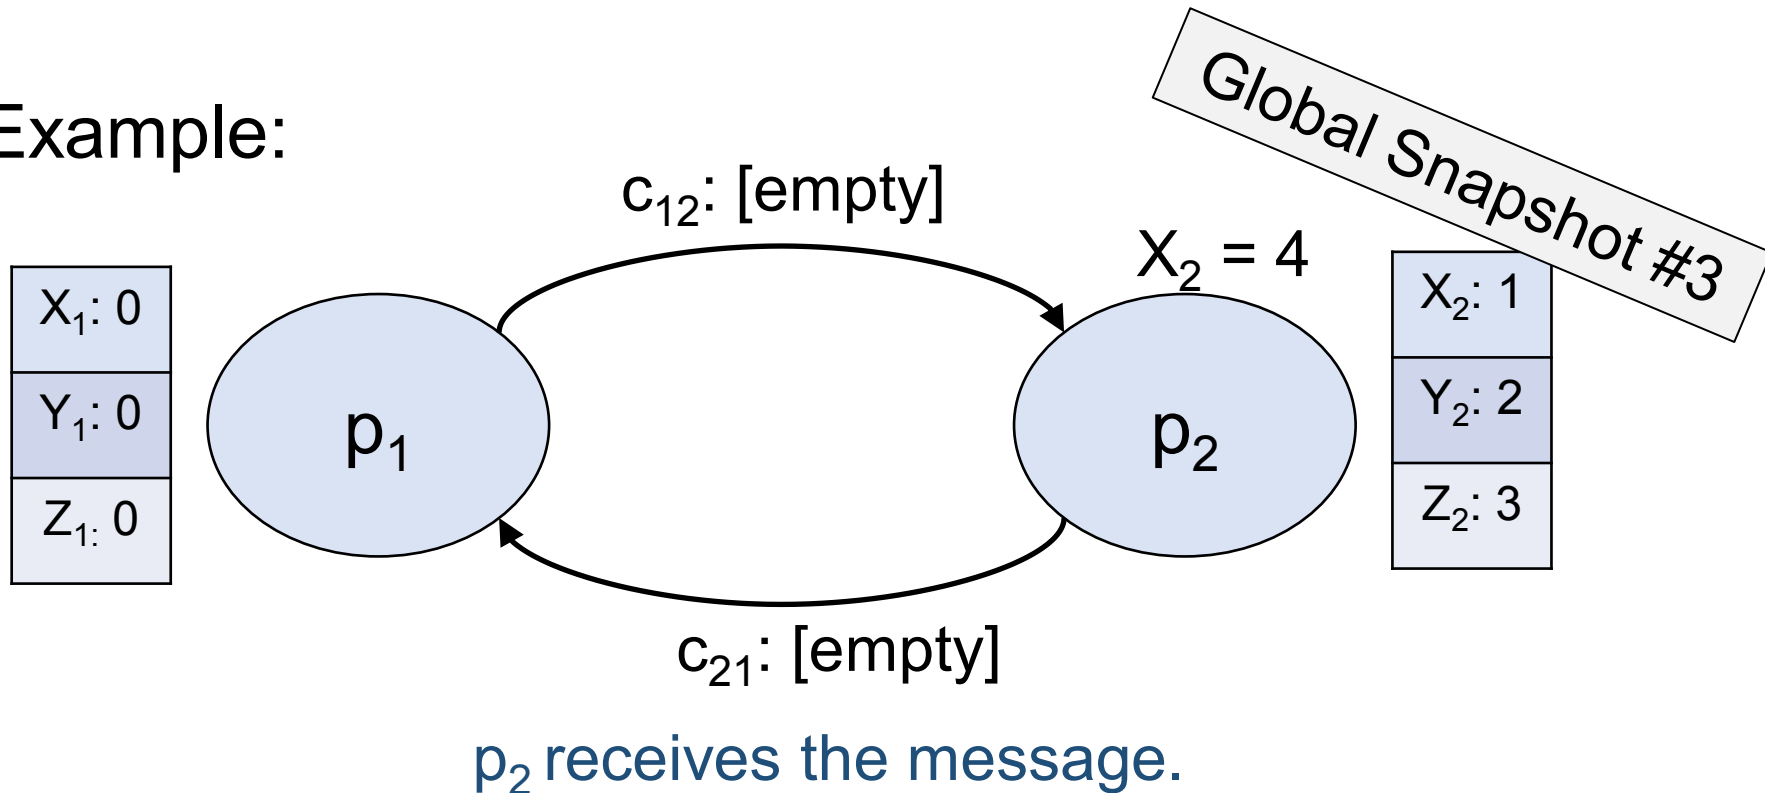 Example:
Global Snapshot #3
c₁₂: [empty]
X₂ = 4
X₁: 0
Y₁: 0
Z₁: 0
p₁
p₂
X₂: 1
Y₂: 2
Z₂: 3
c₂₁: [empty]
p₂ receives the message.